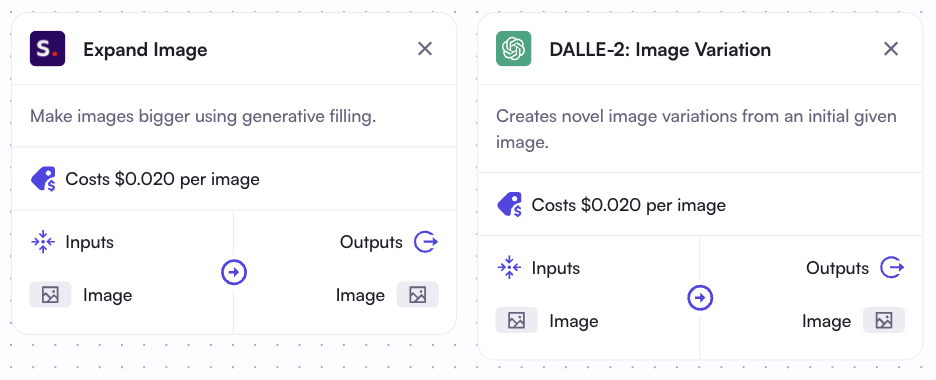 S.
Expand Image
Make images bigger using generative filling.
Costs $0.020 per image
Inputs
Outputs
Image
Image
DALLE-2: Image Variation
Creates novel image variations from an initial given
image.
Costs $0.020 per image
Inputs
Outputs
Image
Image